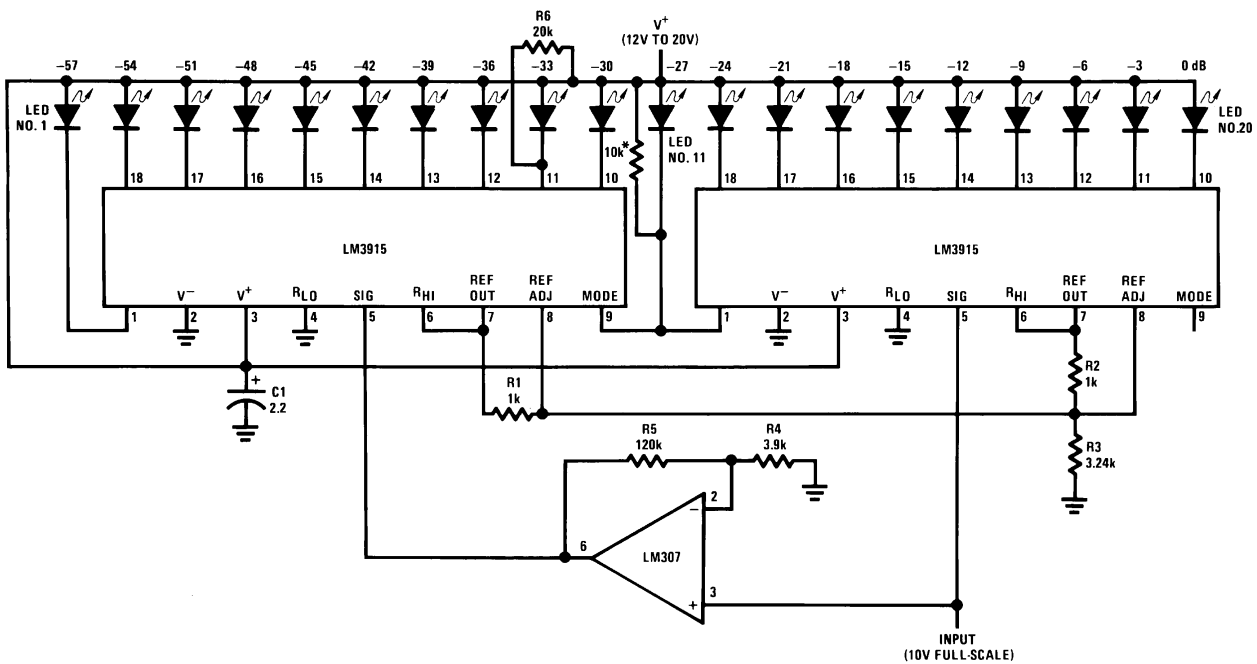 R6
20k
V+
(12V TO 20V)
−57 −54 −51 −48 −45 −42 −39 −36 −33 −30 −27 −24 −21 −18 −15 −12 −9 −6 −3 0 dB
LED
NO. 1
10k*
LED
NO. 11
LED
NO.20
18 17 16 15 14 13 12 11 10 18 17 16 15 14 13 12 11 10
LM3915
LM3915
V− V+ RLO SIG RHI REF OUT REF ADJ MODE
V− V+ RLO SIG RHI REF OUT REF ADJ MODE
1 2 3 4 5 6 7 8 9 1 2 3 4 5 6 7 8 9
+
C1
2.2
R1
1k
R2
1k
R5
120k
R4
3.9k
R3
3.24k
2
−
6
LM307
3
+
INPUT
(10V FULL-SCALE)